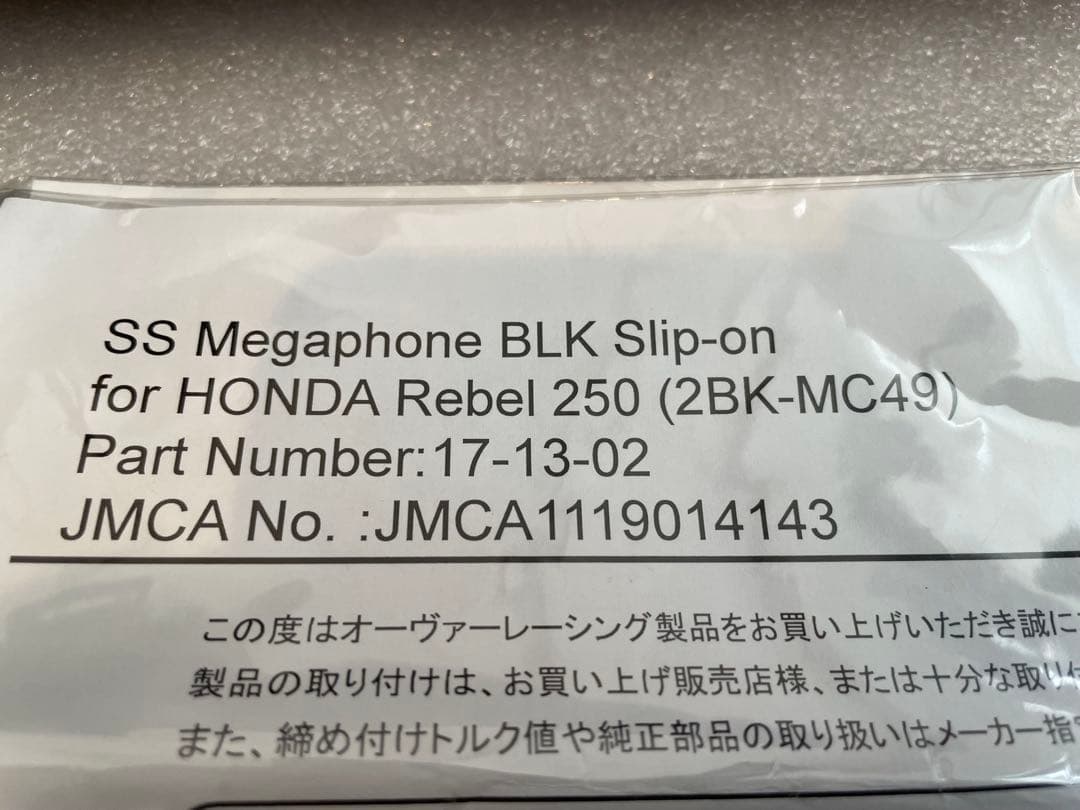 SS Megaphone BLK Slip-on
for HONDA Rebel 250 (2BK-MC49)
Part Number:17-13-02
JMCA No. :JMCA1119014143
この度はオーヴァーレーシング製品をお買い上げいただき誠に
製品の取り付けは、お買い上げ販売店様、または十分な取り付
また、締め付けトルク値や純正部品の取り扱いはメーカー指定